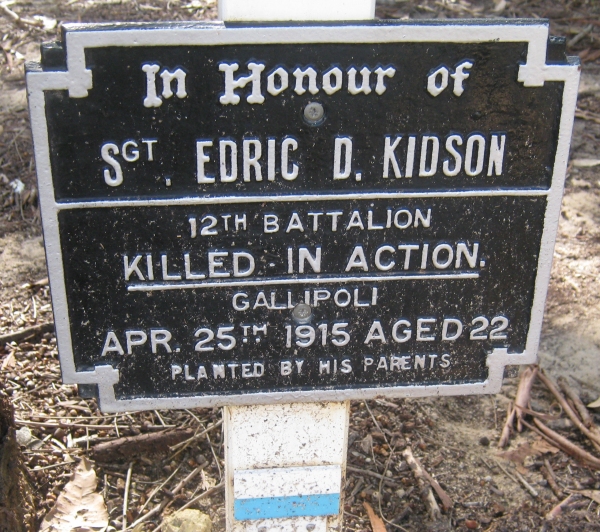 In Honour of
SGT. EDRIC D. KIDSON
12TH BATTALION
KILLED - IN ACTION.
GALLIPOLI
APR. 25TH 1915 AGED 22
PLANTED BY HIS PARENTS